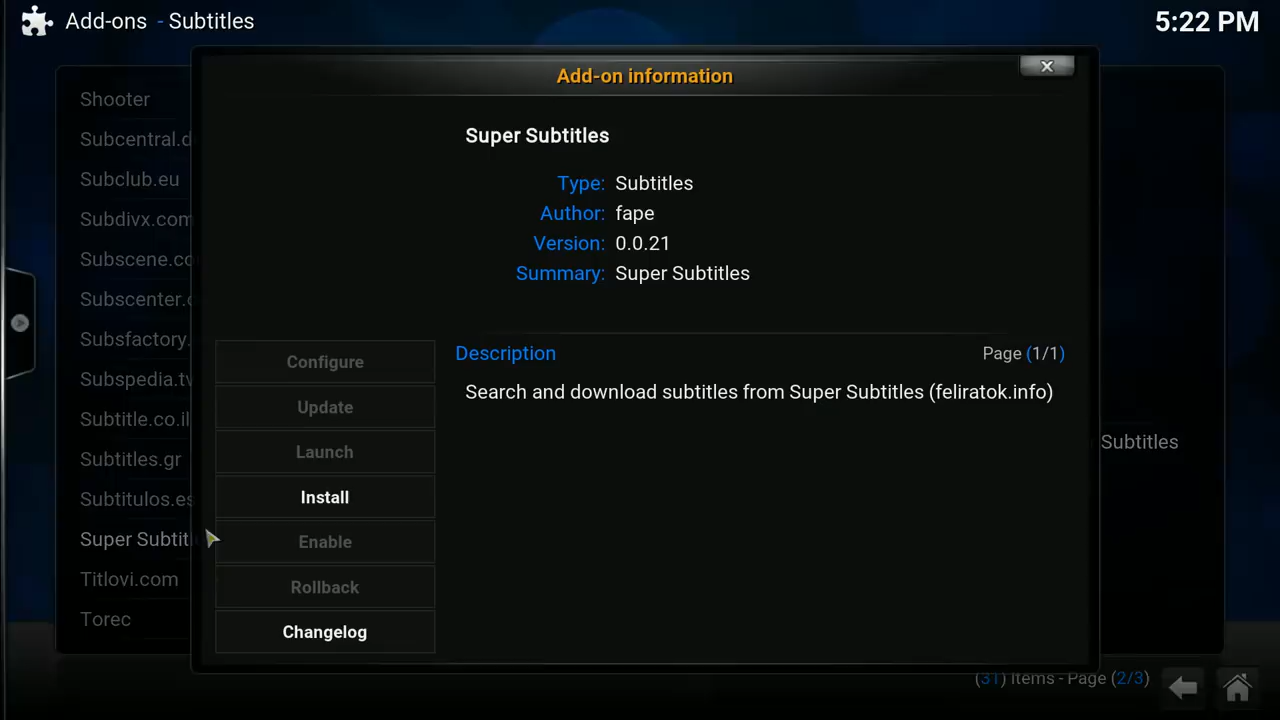 Add-ons - Subtitles
5:22 PM
Add-on information
Super Subtitles
Type: Subtitles
Author: fape
Version: 0.0.21
Summary: Super Subtitles
Description
Page (1/1)
Search and download subtitles from Super Subtitles (feliratok.info)
Configure
Update
Launch
Install
Enable
Rollback
Changelog
Shooter
Subcentral.d
Subclub.eu
Subdivx.com
Subscene.co
Subscenter.
Subsfactory.
Subspedia.tv
Subtitle.co.il
Subtitles.gr
Subtitulos.es
Super Subtit
Titlovi.com
Torec
Subtitles
(31) Items - Page (2/3)